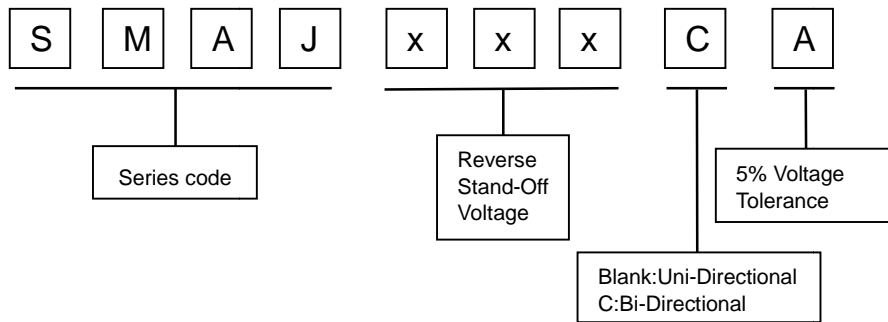 S M A J x x x C A
Series code
Reverse
Stand-Off
Voltage
5% Voltage
Tolerance
Blank:Uni-Directional
C:Bi-Directional